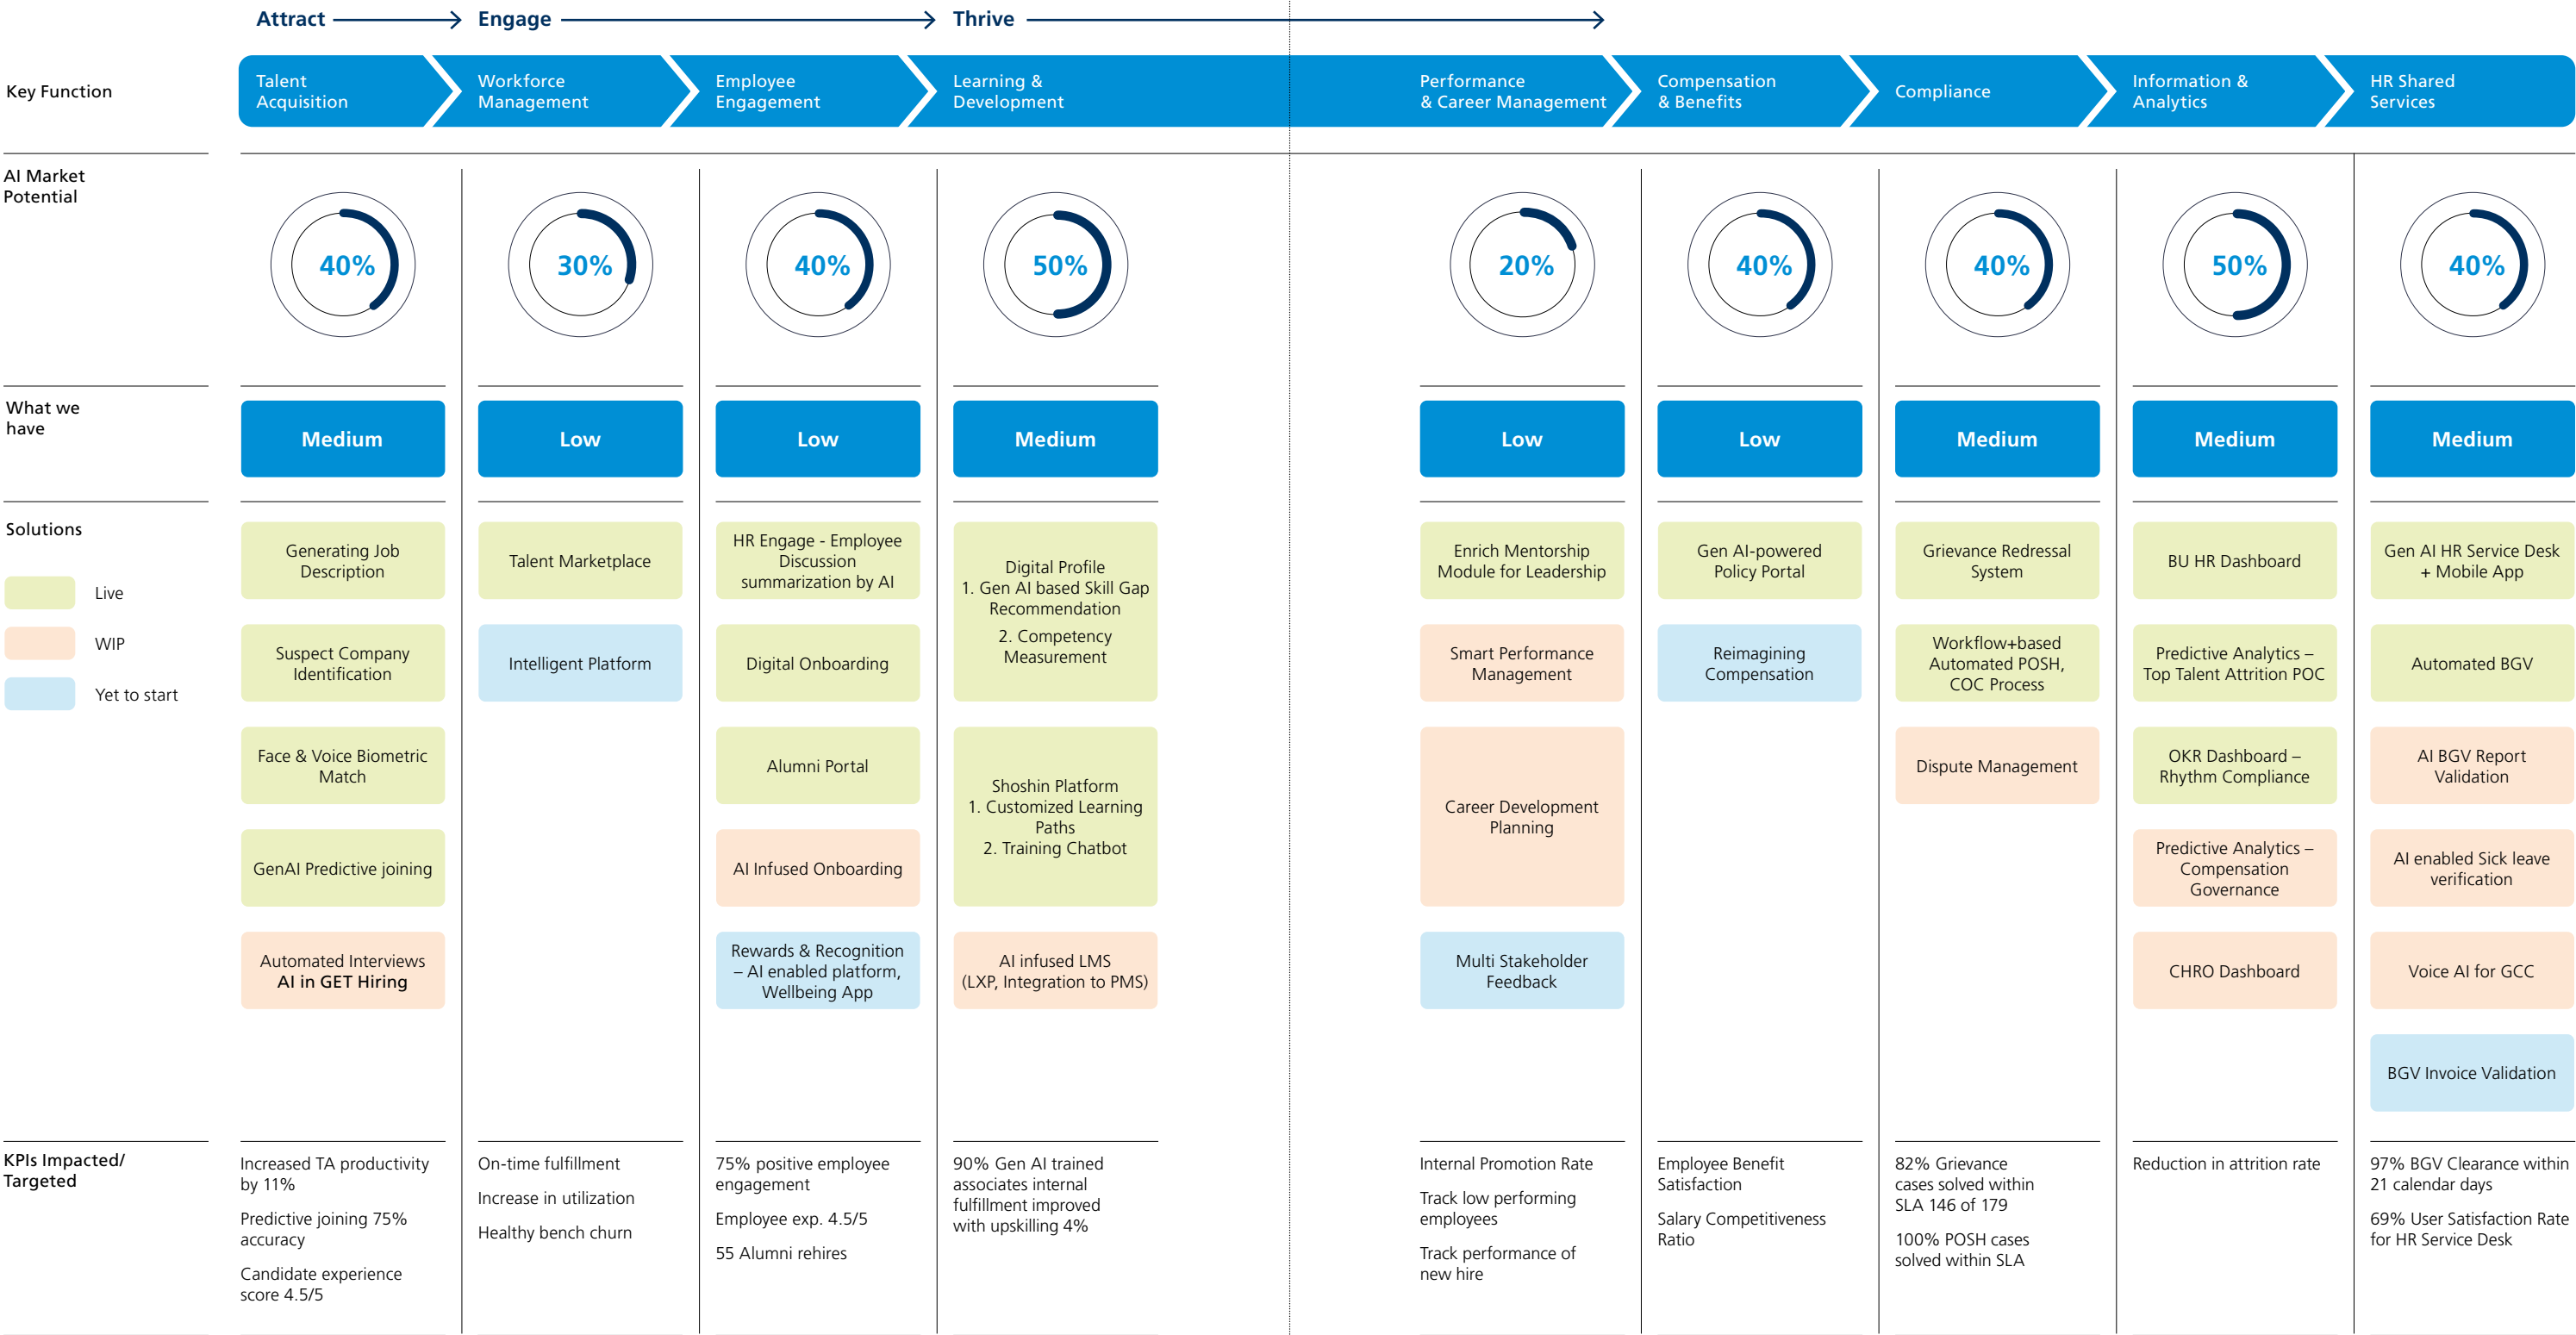 Attract
Engage
Thrive
Key Function
Talent
Acquisition
Workforce
Management
Employee
Engagement
Learning &
Development
Performance
& Career Management
Compensation
& Benefits
Compliance
Information &
Analytics
HR Shared
Services
AI Market
Potential
40%
30%
40%
50%
20%
40%
40%
50%
40%
What we
have
Medium
Low
Low
Medium
Low
Low
Medium
Medium
Medium
Solutions
Live
WIP
Yet to start
Generating Job
Description
Suspect Company
Identification
Face & Voice Biometric
Match
GenAI Predictive joining
Automated Interviews
AI in GET Hiring
Talent Marketplace
Intelligent Platform
HR Engage - Employee
Discussion
summarization by AI
Digital Onboarding
Alumni Portal
AI Infused Onboarding
Rewards & Recognition
– AI enabled platform,
Wellbeing App
Digital Profile
1. Gen AI based Skill Gap
Recommendation
2. Competency
Measurement
Shoshin Platform
1. Customized Learning
Paths
2. Training Chatbot
AI infused LMS
(LXP, Integration to PMS)
Enrich Mentorship
Module for Leadership
Smart Performance
Management
Career Development
Planning
Multi Stakeholder
Feedback
Gen AI-powered
Policy Portal
Reimagining
Compensation
Grievance Redressal
System
Workflow+based
Automated POSH,
COC Process
Dispute Management
BU HR Dashboard
Predictive Analytics –
Top Talent Attrition POC
OKR Dashboard –
Rhythm Compliance
Predictive Analytics –
Compensation
Governance
CHRO Dashboard
Gen AI HR Service Desk
+ Mobile App
Automated BGV
AI BGV Report
Validation
AI enabled Sick leave
verification
Voice AI for GCC
BGV Invoice Validation
KPIs Impacted/
Targeted
Increased TA productivity
by 11%
Predictive joining 75%
accuracy
Candidate experience
score 4.5/5
On-time fulfillment
Increase in utilization
Healthy bench churn
75% positive employee
engagement
Employee exp. 4.5/5
55 Alumni rehires
90% Gen AI trained
associates internal
fulfillment improved
with upskilling 4%
Internal Promotion Rate
Track low performing
employees
Track performance of
new hire
Employee Benefit
Satisfaction
Salary Competitiveness
Ratio
82% Grievance
cases solved within
SLA 146 of 179
100% POSH cases
solved within SLA
Reduction in attrition rate
97% BGV Clearance within
21 calendar days
69% User Satisfaction Rate
for HR Service Desk